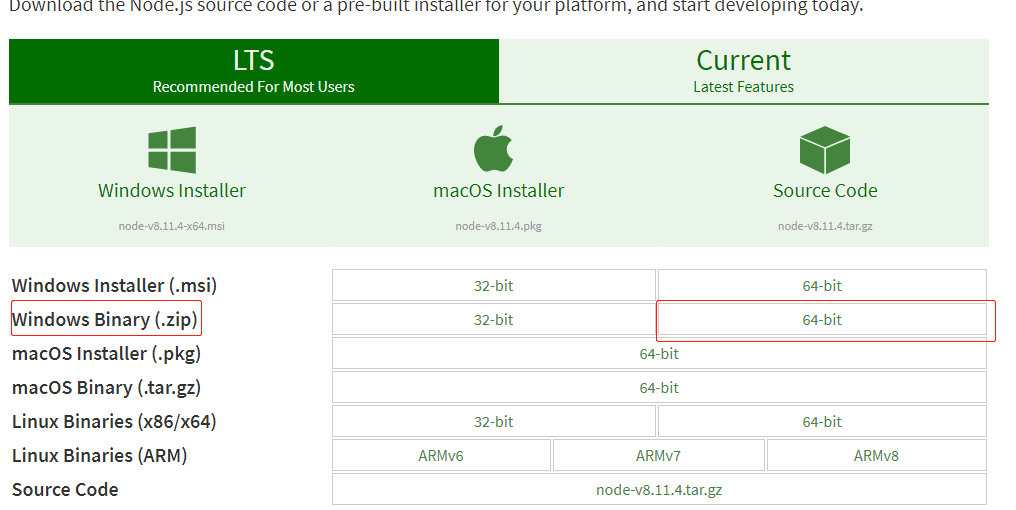 Download the Node.js source code or a pre-built installer for your platform, and start developing today.
LTS
Recommended For Most Users
Current
Latest Features
Windows Installer
node-v8.11.4-x64.msi
macOS Installer
node-v8.11.4.pkg
Source Code
node-v8.11.4.tar.gz
Windows Installer (.msi) 32-bit 64-bit
Windows Binary (.zip) 32-bit 64-bit
macOS Installer (.pkg) 64-bit
macOS Binary (.tar.gz) 64-bit
Linux Binaries (x86/x64) 32-bit 64-bit
Linux Binaries (ARM) ARMv6 ARMv7 ARMv8
Source Code node-v8.11.4.tar.gz